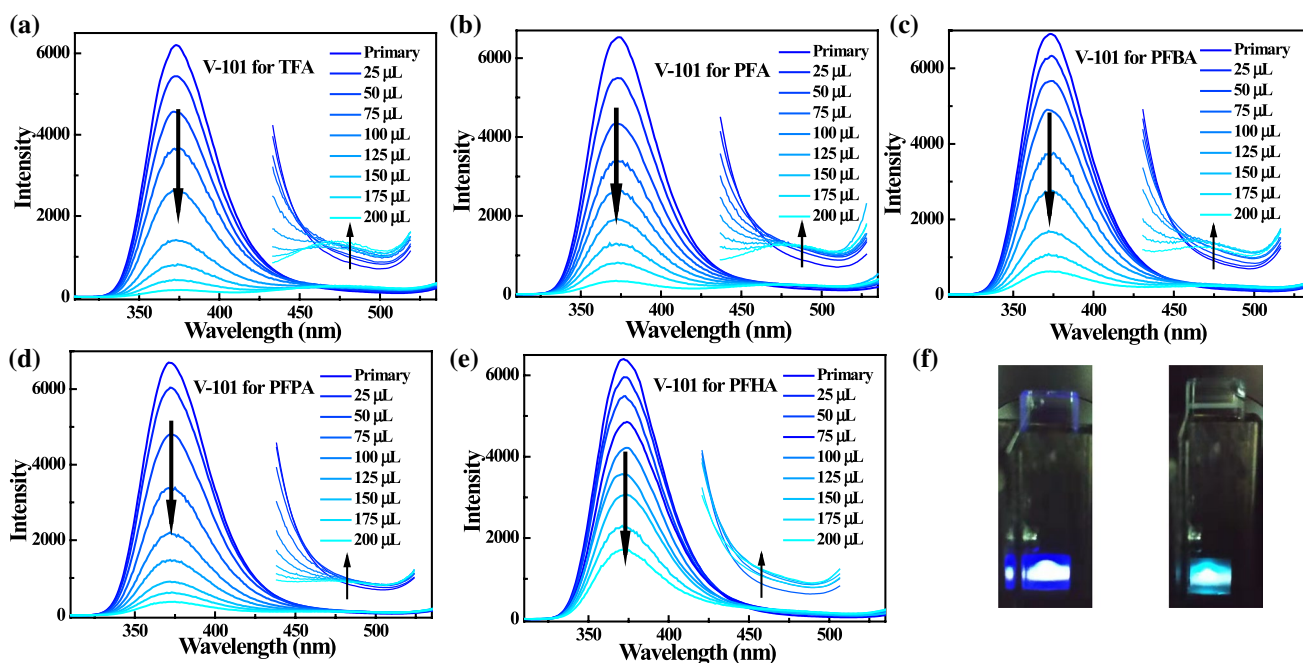 (a)
V-101 for TFA
Primary
25 μL
50 μL
75 μL
100 μL
125 μL
150 μL
175 μL
200 μL
Intensity
6000
4000
2000
0
350
400
450
500
Wavelength (nm)
(b)
V-101 for PFA
Primary
25 μL
50 μL
75 μL
100 μL
125 μL
150 μL
175 μL
200 μL
Intensity
6000
4000
2000
0
350
400
450
500
Wavelength (nm)
(c)
V-101 for PFBA
Primary
25 μL
50 μL
75 μL
100 μL
125 μL
150 μL
175 μL
200 μL
Intensity
6000
4000
2000
0
350
400
450
500
Wavelength (nm)
(d)
V-101 for PFPA
Primary
25 μL
50 μL
75 μL
100 μL
125 μL
150 μL
175 μL
200 μL
Intensity
6000
4000
2000
0
350
400
450
500
Wavelength (nm)
(e)
V-101 for PFHA
Primary
25 μL
50 μL
75 μL
100 μL
125 μL
150 μL
175 μL
200 μL
Intensity
6000
4000
2000
0
350
400
450
500
Wavelength (nm)
(f)